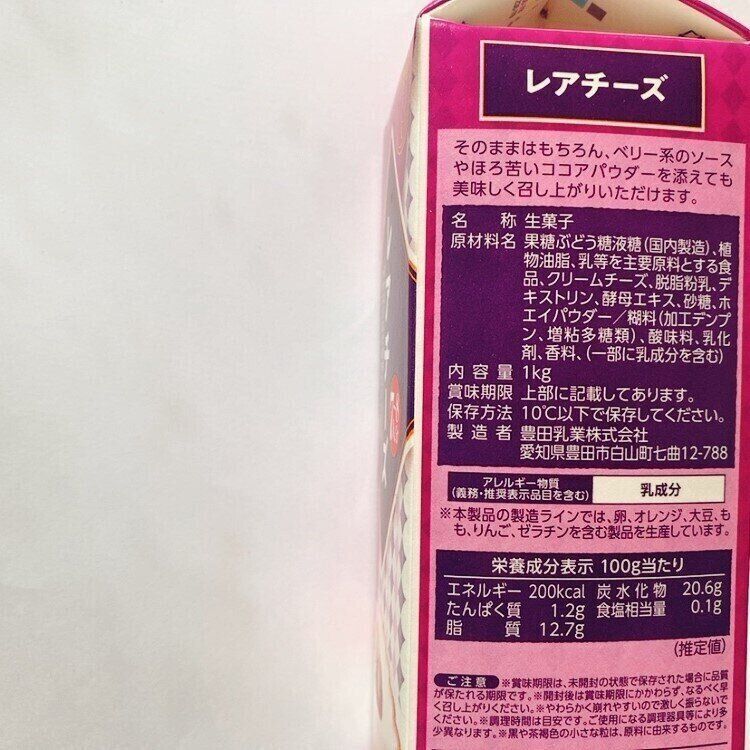 レアチーズ
そのままはもちろん、ベリー系のソース
やほろ苦いココアパウダーを添えても
美味しく召し上がりいただけます。
名称 生菓子
原材料名 果糖ぶどう糖液糖(国内製造)、植
物油脂、乳等を主要原料とする食
品、クリームチーズ、脱脂粉乳、デ
キストリン、酵母エキス、砂糖、ホ
エイパウダー/糊料(加工デンプ
ン、増粘多糖類)、酸味料、乳化
剤、香料、(一部に乳成分を含む)
内容量 1kg
賞味期限 上部に記載してあります。
保存方法 10℃以下で保存してください。
製造者 豊田乳業株式会社
愛知県豊田市白山町七曲12-788
アレルギー物質
(義務・推奨表示品目を含む) 乳成分
※本製品の製造ラインでは、卵、オレンジ、大豆、も
も、りんご、ゼラチンを含む製品を生産しています。
栄養成分表示 100g当たり
エネルギー 200kcal 炭水化物 20.6g
たんぱく質 1.2g 食塩相当量 0.1g
脂質 12.7g
(推定値)
ご注意 ※賞味期限は、未開封の状態で保存された場合に品質
が保たれる期限です。※開封後は賞味期限にかかわらず、なるべく早
く召し上がりください。※やわらかく崩れやすいので激しく振らないで
ください。※調理時間は目安です。ご使用になる調理器具等により多
少異なります。※黒や茶褐色の小さな粒は、原料に由来するものです。